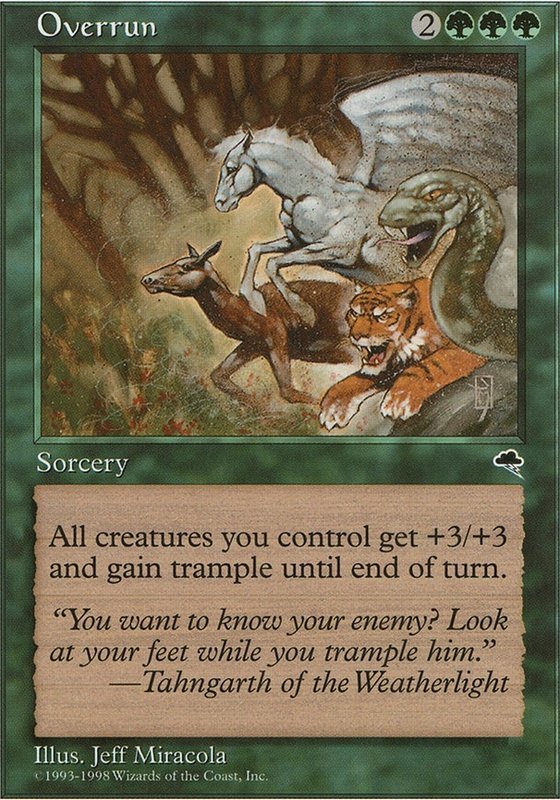 Overrun 2
Sorcery
All creatures you control get +3/+3
and gain trample until end of turn.
“You want to know your enemy? Look
at your feet while you trample him.”
—Tahngarth of the Weatherlight
Illus. Jeff Miracola
©1993-1998 Wizards of the Coast, Inc.